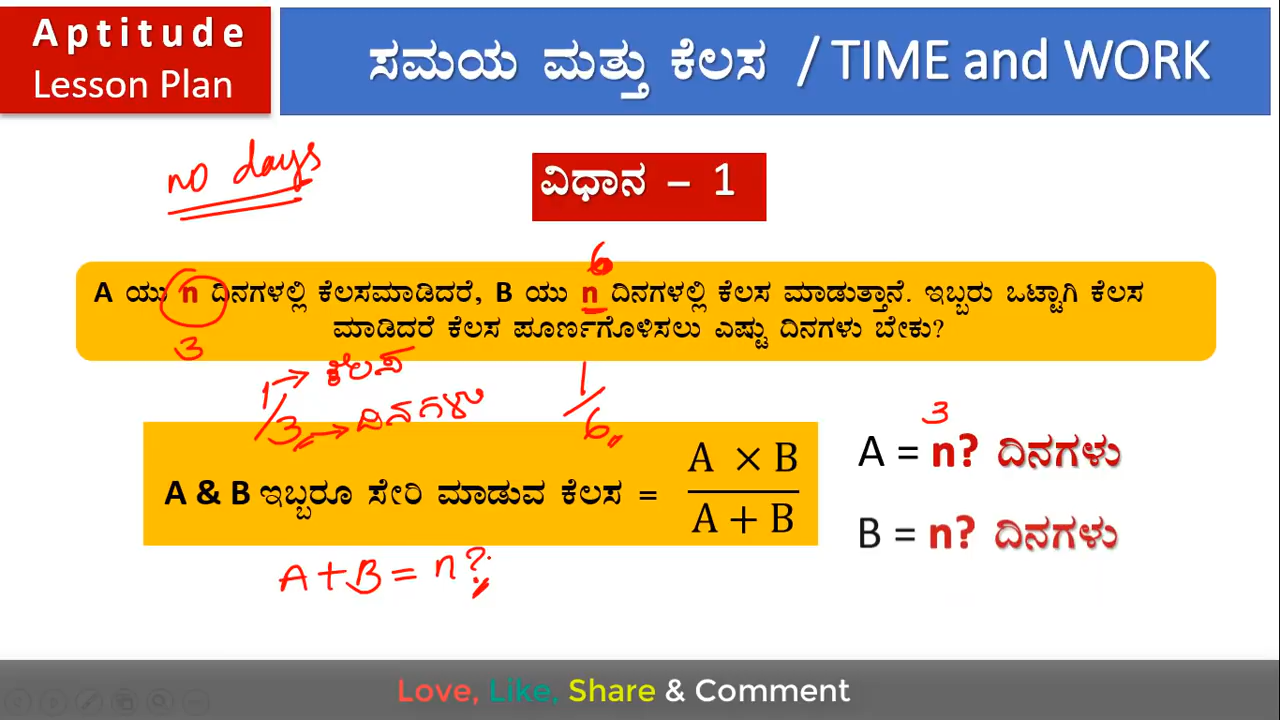 Aptitude
Lesson Plan
ಸಮಯ ಮತ್ತು ಕೆಲಸ / TIME and WORK
no days
ವಿಧಾನ – 1
6
A ಯು n ದಿನಗಳಲ್ಲಿ ಕೆಲಸಮಾಡಿದರೆ, B ಯು n ದಿನಗಳಲ್ಲಿ ಕೆಲಸ ಮಾಡುತ್ತಾನೆ. ಇಬ್ಬರು ಒಟ್ಟಾಗಿ ಕೆಲಸ
ಮಾಡಿದರೆ ಕೆಲಸ ಪೂರ್ಣಗೊಳಿಸಲು ಎಷ್ಟು ದಿನಗಳು ಬೇಕು?
3
1/3 → ಕೆಲಸ
→ ದಿನಗಳು
1/6
A & B ಇಬ್ಬರೂ ಸೇರಿ ಮಾಡುವ ಕೆಲಸ =
A × B
A + B
3
A = n? ದಿನಗಳು
B = n? ದಿನಗಳು
A+B = n?
Love, Like, Share & Comment